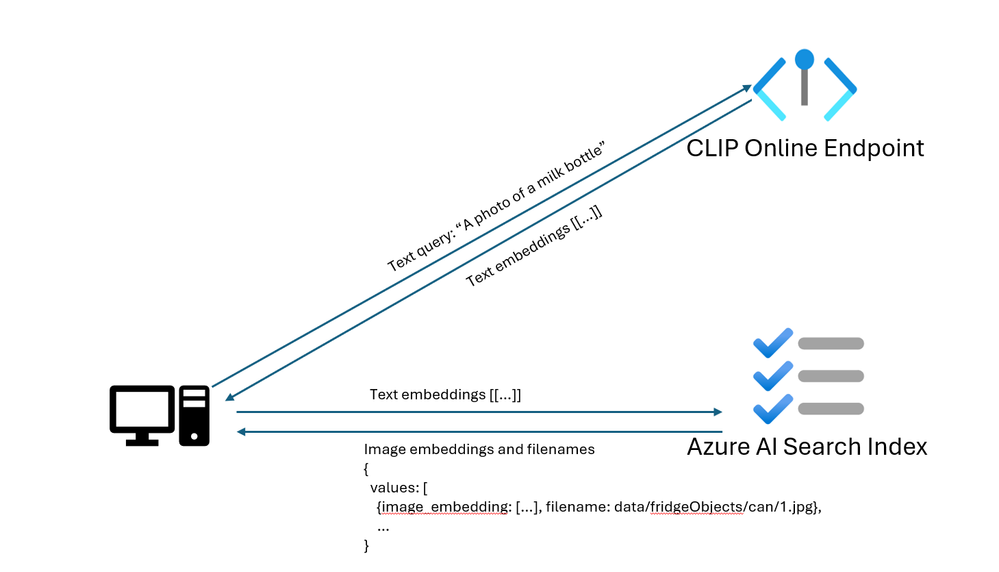 CLIP Online Endpoint
Text query: “A photo of a milk bottle”
Text embeddings [[...]]
Text embeddings [[...]]
Azure AI Search Index
Image embeddings and filenames
{
values: [
{image_embedding: [...], filename: data/fridgeObjects/can/1.jpg},
...
}